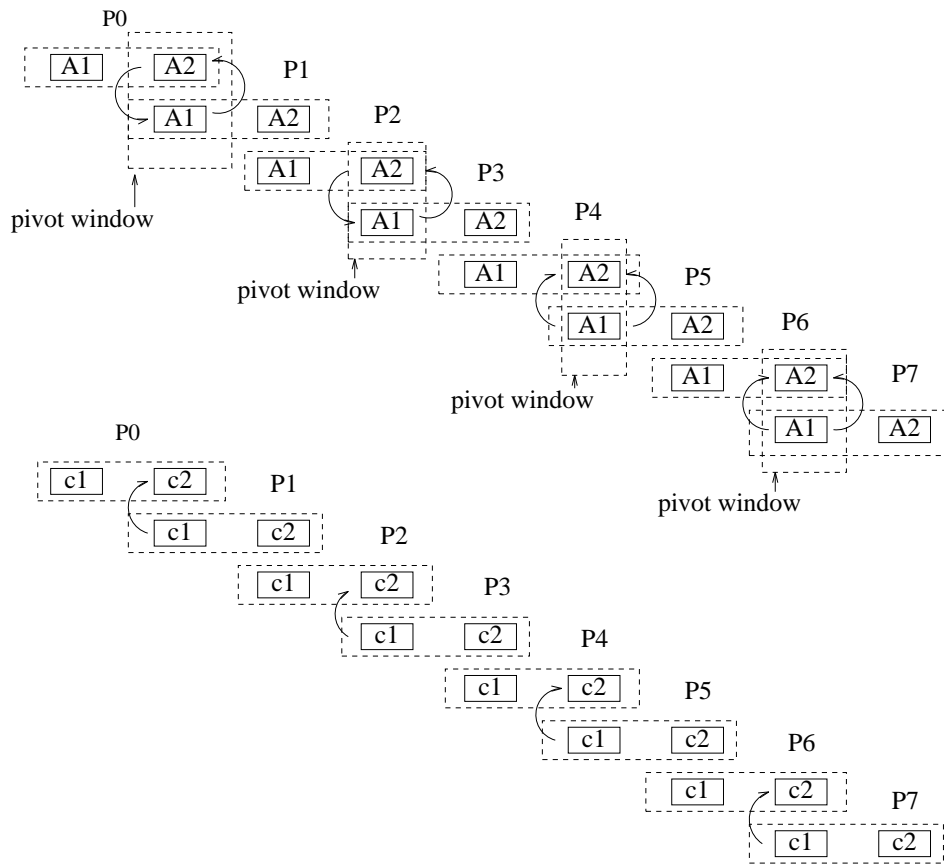 P0
A1 A2 P1
A1 A2 P2
A1 A2 P3
pivot window A1 A2 P4
A1 A2 P5
pivot window A1 A2 P6
A1 A2 P7
pivot window A1 A2
P0
c1 c2 P1 pivot window
c1 c2 P2
c1 c2 P3
c1 c2 P4
c1 c2 P5
c1 c2 P6
c1 c2 P7
c1 c2